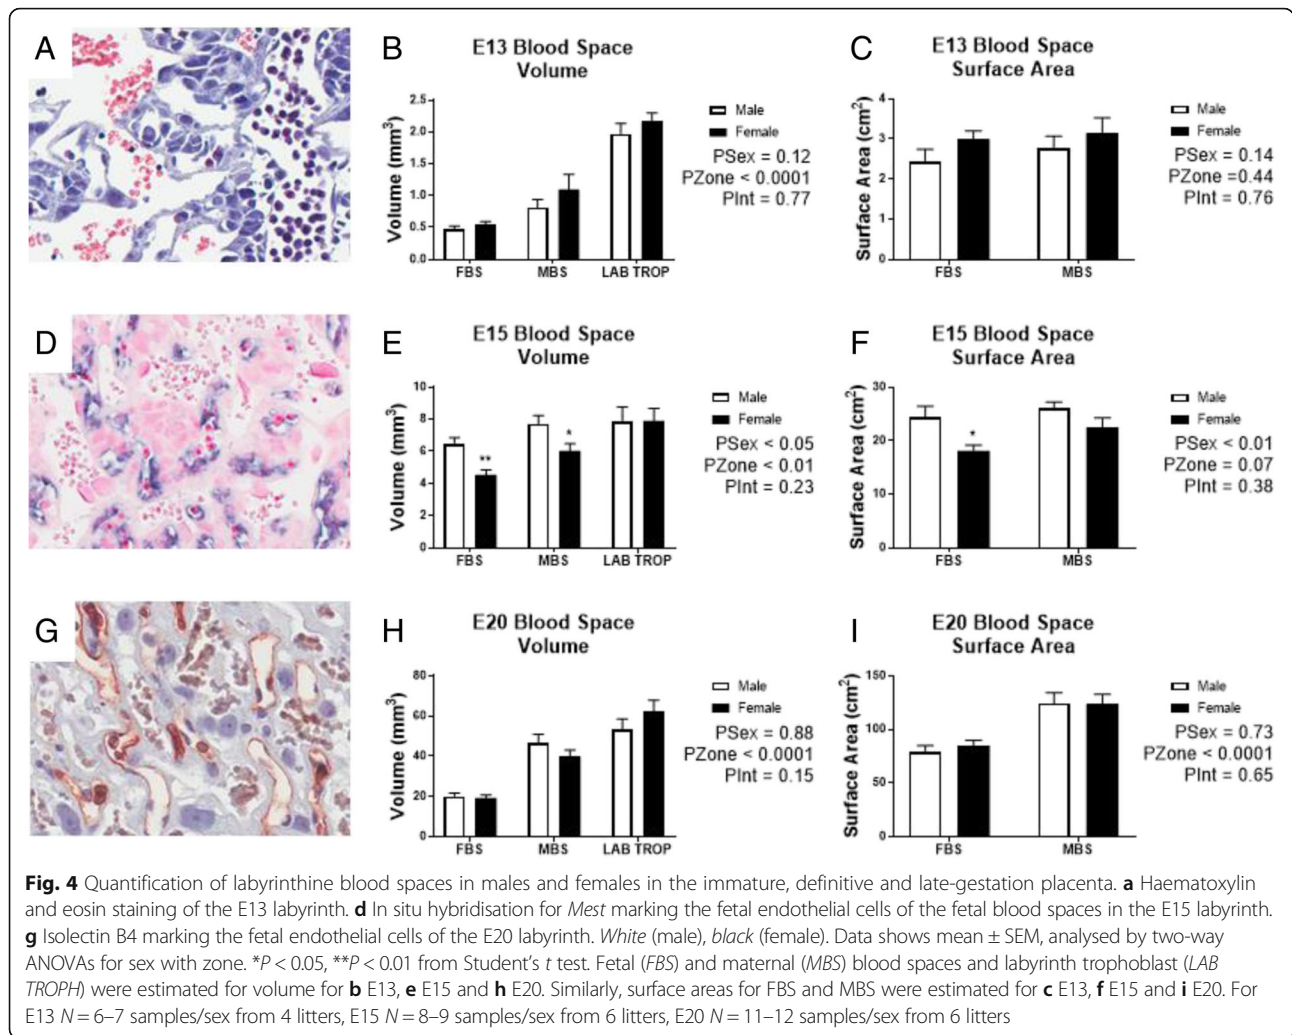 A
B
E13 Blood Space
Volume
Volume (mm³)
2.5
2.0
1.5
1.0
0.5
0.0
FBS
MBS
LAB TROP
Male
Female
PSex = 0.12
PZone < 0.0001
PInt = 0.77
C
E13 Blood Space
Surface Area
Surface Area (cm²)
4
3
2
1
0
FBS
MBS
Male
Female
PSex = 0.14
PZone =0.44
PInt = 0.76
D
E
E15 Blood Space
Volume
Volume (mm³)
10
8
6
4
2
0
**
*
FBS
MBS
LAB TROP
Male
Female
PSex < 0.05
PZone < 0.01
PInt = 0.23
F
E15 Blood Space
Surface Area
Surface Area (cm²)
30
20
10
0
*
FBS
MBS
Male
Female
PSex < 0.01
PZone = 0.07
PInt = 0.38
G
H
E20 Blood Space
Volume
Volume (mm³)
80
60
40
20
0
FBS
MBS
LAB TROP
Male
Female
PSex = 0.88
PZone < 0.0001
PInt = 0.15
I
E20 Blood Space
Surface Area
Surface Area (cm²)
150
100
50
0
FBS
MBS
Male
Female
PSex = 0.73
PZone < 0.0001
PInt = 0.65
Fig. 4 Quantification of labyrinthine blood spaces in males and females in the immature, definitive and late-gestation placenta. a Haematoxylin
and eosin staining of the E13 labyrinth. d In situ hybridisation for Mest marking the fetal endothelial cells of the fetal blood spaces in the E15 labyrinth.
g Isolectin B4 marking the fetal endothelial cells of the E20 labyrinth. White (male), black (female). Data shows mean ± SEM, analysed by two-way
ANOVAs for sex with zone. *P < 0.05, **P < 0.01 from Student's t test. Fetal (FBS) and maternal (MBS) blood spaces and labyrinth trophoblast (LAB
TROPH) were estimated for volume for b E13, e E15 and h E20. Similarly, surface areas for FBS and MBS were estimated for c E13, f E15 and i E20. For
E13 N = 6–7 samples/sex from 4 litters, E15 N = 8–9 samples/sex from 6 litters, E20 N = 11–12 samples/sex from 6 litters